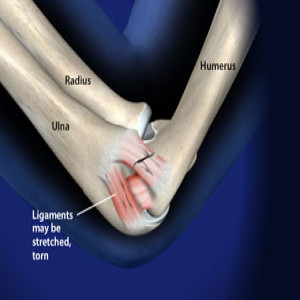 Radius
Humerus
Ulna
Ligaments
may be
stretched,
torn